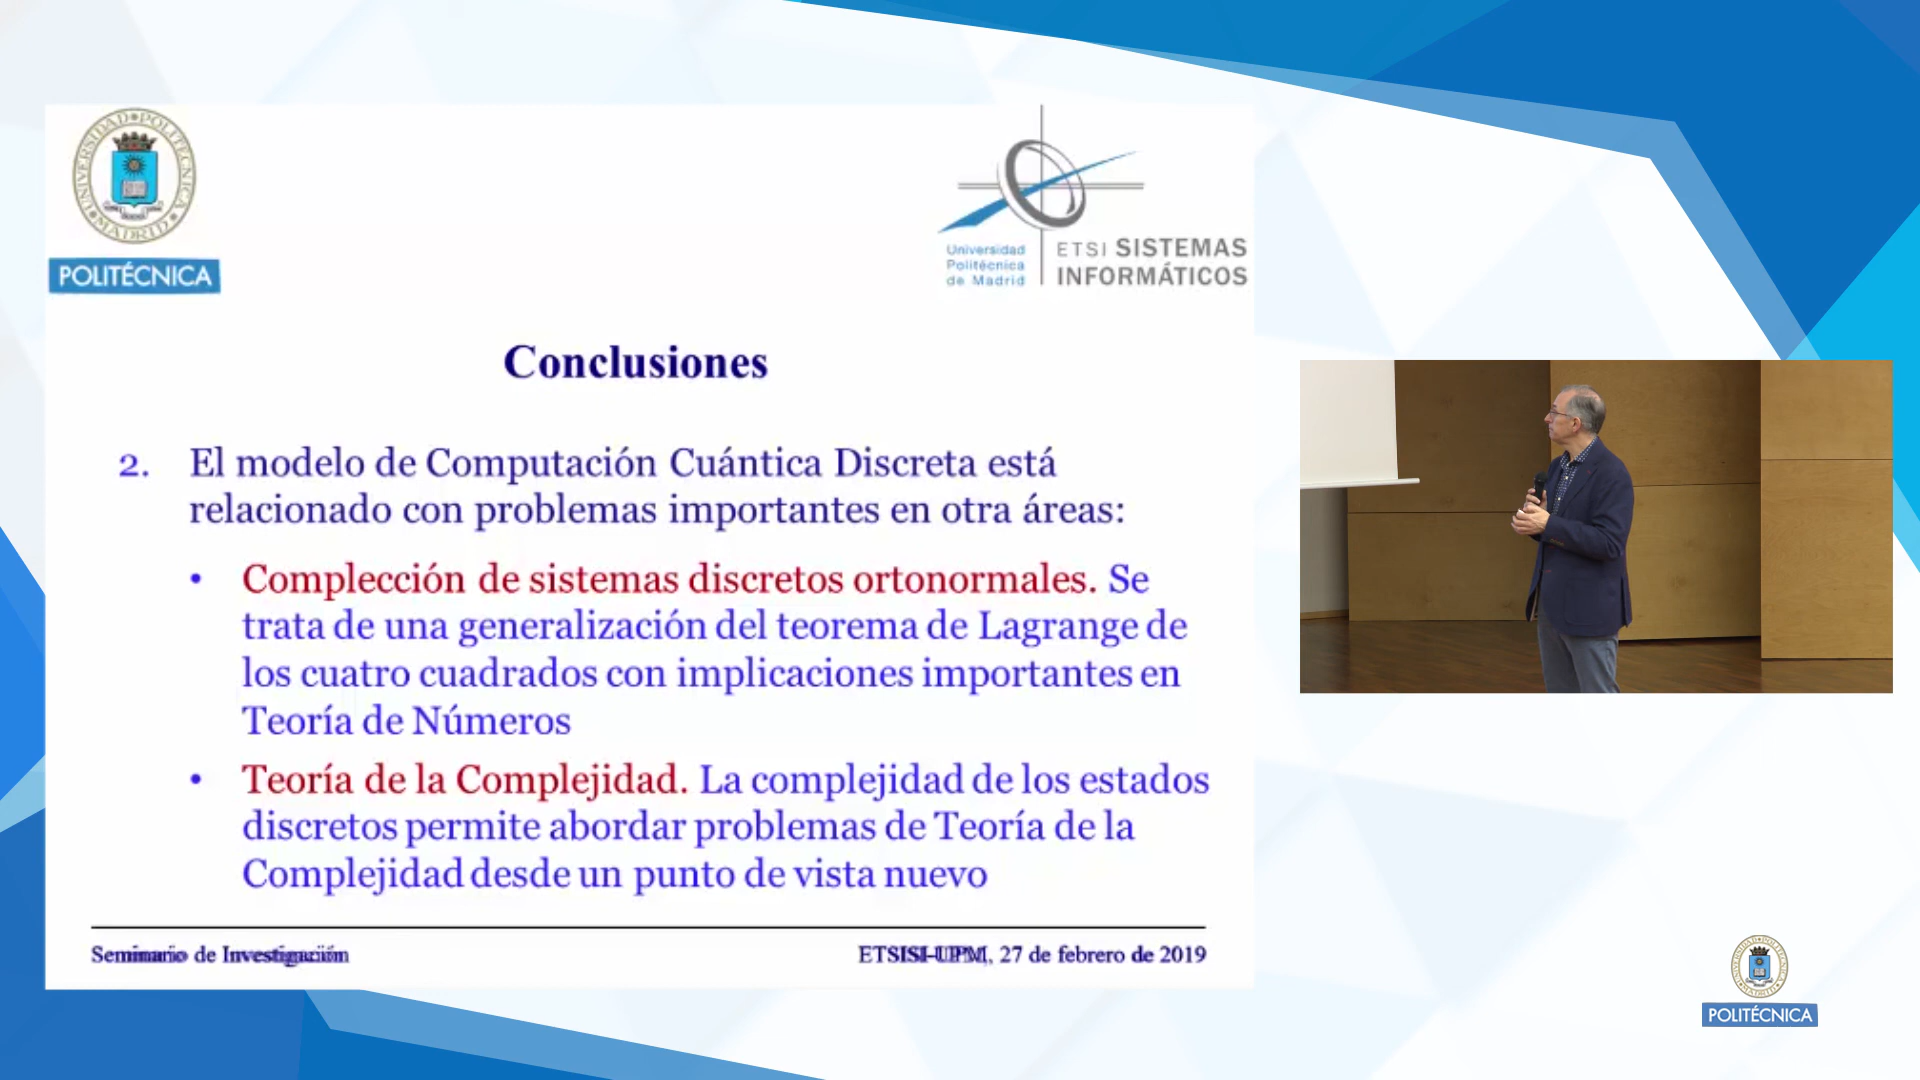 UNIVERSIDAD POLITÉCNICA
MADRID
POLITÉCNICA
Universidad
Politécnica
de Madrid
ETSI SISTEMAS
INFORMÁTICOS
Conclusiones
2. El modelo de Computación Cuántica Discreta está
relacionado con problemas importantes en otra áreas:
• Complección de sistemas discretos ortonormales. Se
trata de una generalización del teorema de Lagrange de
los cuatro cuadrados con implicaciones importantes en
Teoría de Números
• Teoría de la Complejidad. La complejidad de los estados
discretos permite abordar problemas de Teoría de la
Complejidad desde un punto de vista nuevo
Seminario de Investigación
ETSISI-UPM, 27 de febrero de 2019
POLITÉCNICA